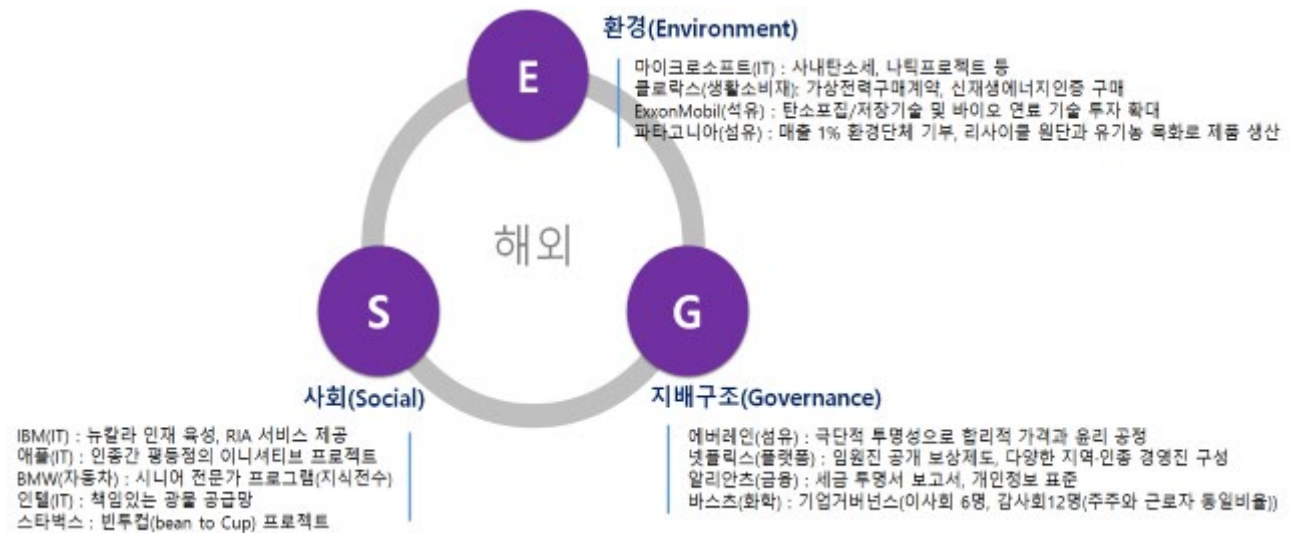 환경(Environment)
E
마이크로소프트(IT) : 사내탄소세, 나틱프로젝트 등
클로락스(생활소비재): 가상전력구매계약, 신재생에너지인증 구매
ExxonMobil(석유) : 탄소포집/저장기술 및 바이오 연료 기술 투자 확대
파타고니아(섬유) : 매출 1% 환경단체 기부, 리사이클 원단과 유기농 목화로 제품 생산
해외
S
G
사회(Social)
IBM(IT) : 뉴칼라 인재 육성, RIA 서비스 제공
애플(IT) : 인종간 평등정의 이니셔티브 프로젝트
BMW(자동차) : 시니어 전문가 프로그램(지식전수)
인텔(IT) : 책임있는 광물 공급망
스타벅스 : 빈투컵(bean to Cup) 프로젝트
지배구조(Governance)
에버레인(섬유) : 극단적 투명성으로 합리적 가격과 윤리 공정
넷플릭스(플랫폼) : 임원진 공개 보상제도, 다양한 지역·인종 경영진 구성
알리안츠(금융) : 세금 투명서 보고서, 개인정보 표준
바스츠(화학) : 기업거버넌스(이사회 6명, 감사회12명(주주와 근로자 동일비율))